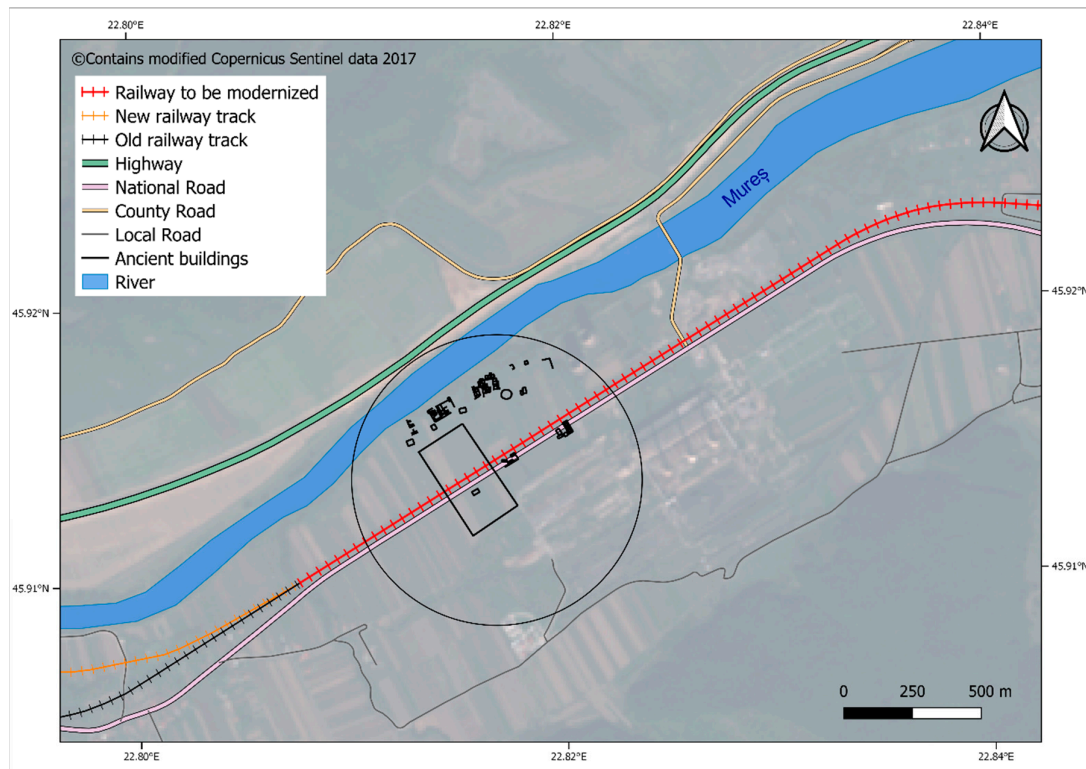 22.80°E
22.82°E
22.84°E
©Contains modified Copernicus Sentinel data 2017
Railway to be modernized
New railway track
Old railway track
Highway
National Road
County Road
Local Road
Ancient buildings
River
Mureș
45.92°N
45.92°N
45.91°N
45.91°N
0 250 500 m
22.80°E
22.82°E
22.84°E